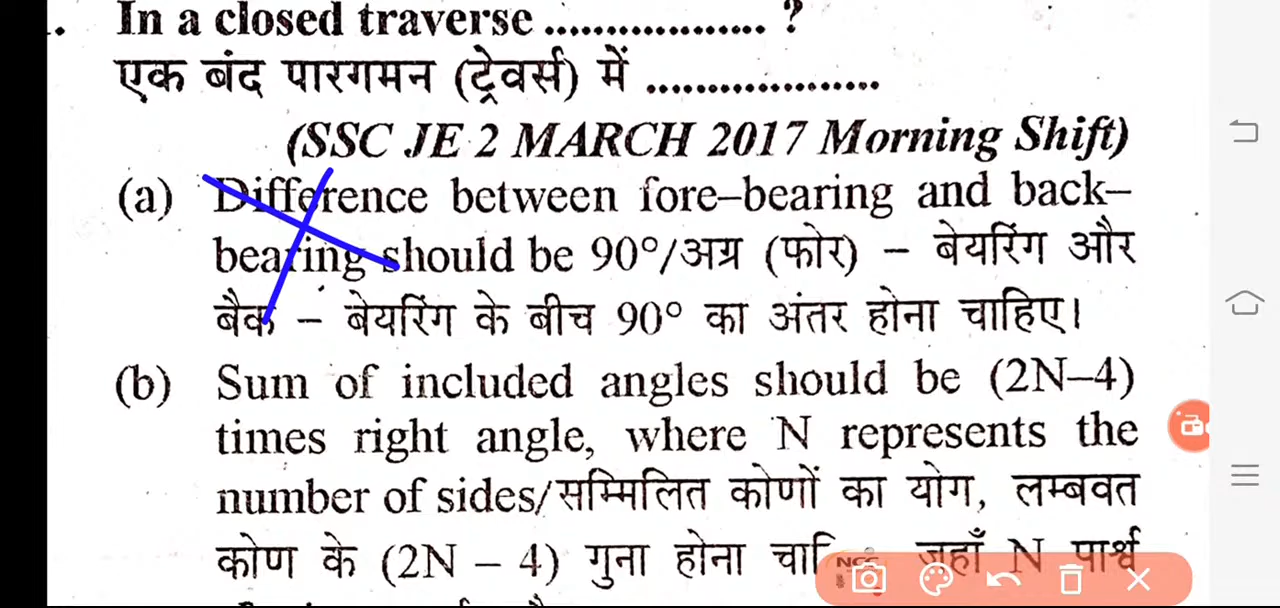 . In a closed traverse .................. ?
एक बंद पारगमन (ट्रेवर्स) में ...................
(SSC JE 2 MARCH 2017 Morning Shift)
(a) Difference between fore–bearing and back–
bearing should be 90°/अग्र (फोर) – बेयरिंग और
बैक – बेयरिंग के बीच 90° का अंतर होना चाहिए।
(b) Sum of included angles should be (2N–4)
times right angle, where N represents the
number of sides/सम्मिलित कोणों का योग, लम्बवत
कोण के (2N – 4) गुना होना जहाँ N पार्श्व